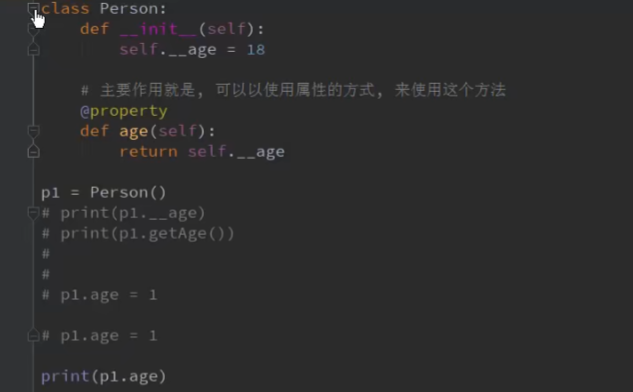 class Person:
    def __init__(self):
        self.__age = 18
    # 主要作用就是, 可以以使用属性的方式, 来使用这个方法
    @property
    def age(self):
        return self.__age
p1 = Person()
# print(p1.__age)
# print(p1.getAge())
#
#
# p1.age = 1
# p1.age = 1
print(p1.age)